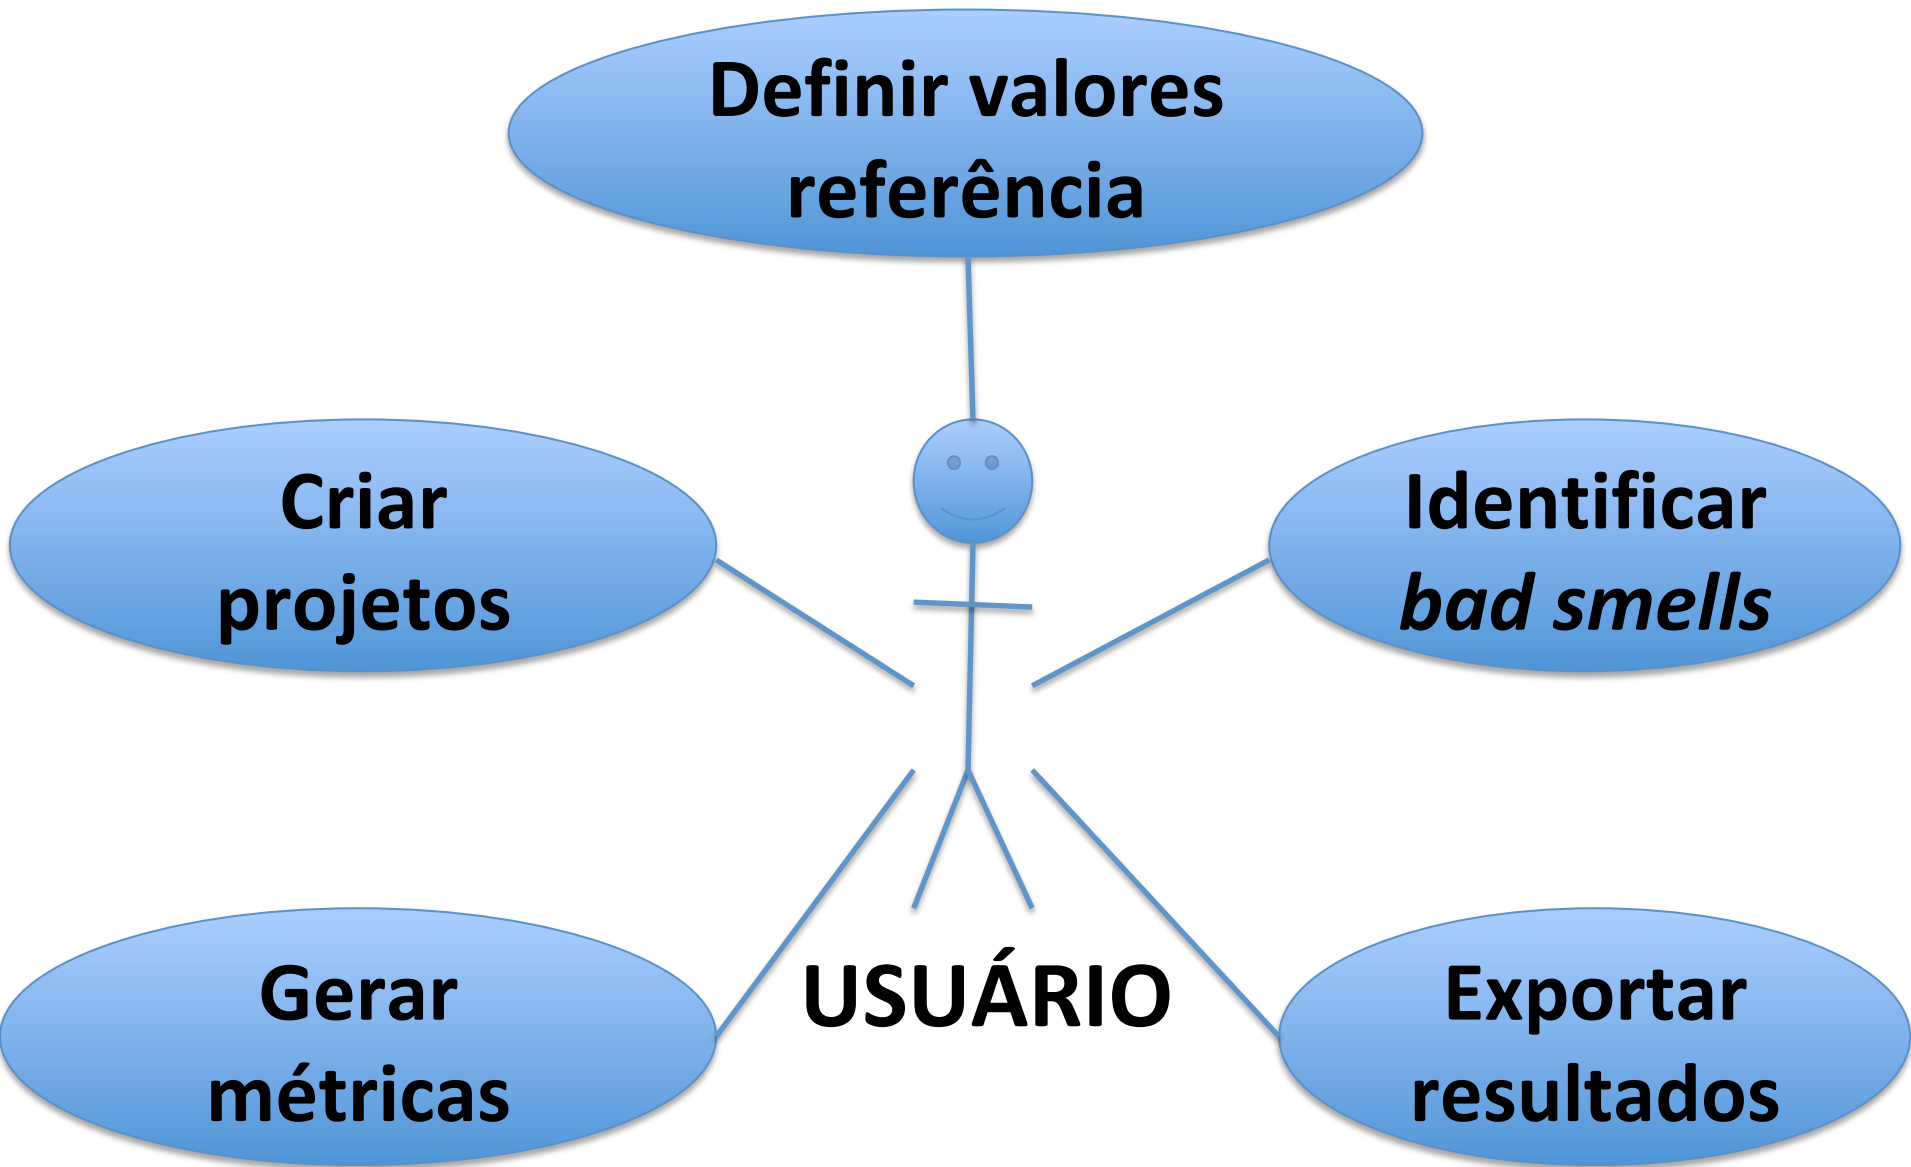 Definir valores
referência
Criar
projetos
Identificar
bad smells
Gerar
métricas
USUÁRIO
Exportar
resultados